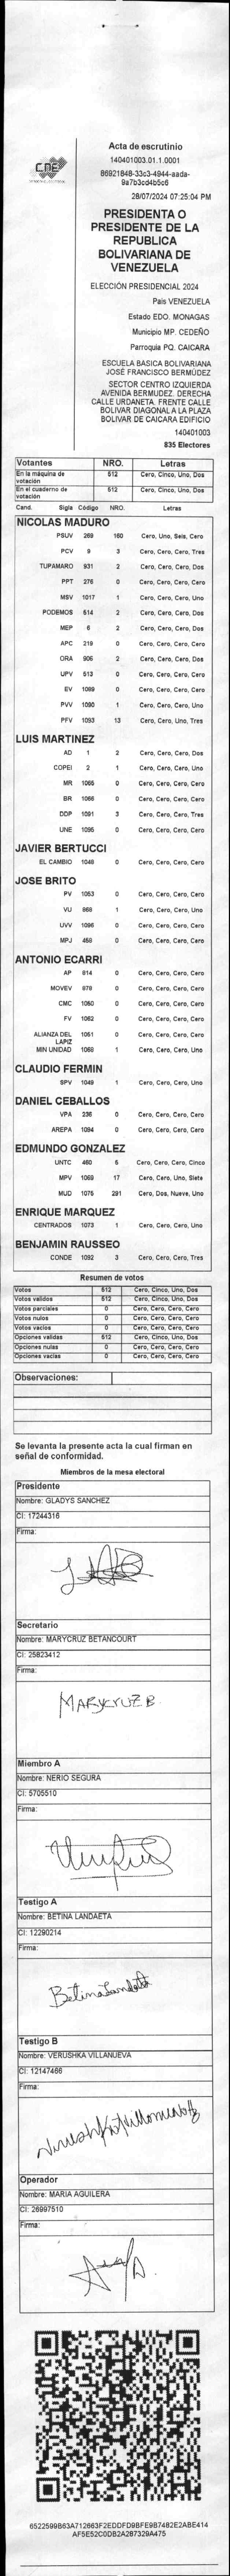 CNE
Acta de escrutinio
140401003.01.1.0001
86921848-33c3-4944-aada-
9a7b3cd4b5c6
28/07/2024 07:25:04 PM
PRESIDENTA O
PRESIDENTE DE LA
REPUBLICA
BOLIVARIANA DE
VENEZUELA
ELECCIÓN PRESIDENCIAL 2024
País VENEZUELA
Estado EDO. MONAGAS
Municipio MP. CEDEÑO
Parroquia PQ. CAICARA
ESCUELA BASICA BOLIVARIANA
JOSÉ FRANCISCO BERMÚDEZ
SECTOR CENTRO IZQUIERDA
AVENIDA BERMUDEZ. DERECHA
CALLE URDANETA. FRENTE CALLE
BOLIVAR DIAGONAL A LA PLAZA
BOLIVAR DE CAICARA EDIFICIO
140401003
835 Electores
Votantes NRO. Letras
En la máquina de votación 512 Cero, Cinco, Uno, Dos
En el cuaderno de votación 512 Cero, Cinco, Uno, Dos
Cand. Sigla Código NRO. Letras
NICOLAS MADURO
PSUV 269 160 Cero, Uno, Seis, Cero
PCV 9 3 Cero, Cero, Cero, Tres
TUPAMARO 931 2 Cero, Cero, Cero, Dos
PPT 276 0 Cero, Cero, Cero, Cero
MSV 1017 1 Cero, Cero, Cero, Uno
PODEMOS 514 2 Cero, Cero, Cero, Dos
MEP 6 2 Cero, Cero, Cero, Dos
APC 219 0 Cero, Cero, Cero, Cero
ORA 906 2 Cero, Cero, Cero, Dos
UPV 513 0 Cero, Cero, Cero, Cero
EV 1089 0 Cero, Cero, Cero, Cero
PVV 1090 1 Cero, Cero, Cero, Uno
PFV 1093 13 Cero, Cero, Uno, Tres
LUIS MARTINEZ
AD 1 2 Cero, Cero, Cero, Dos
COPEI 2 1 Cero, Cero, Cero, Uno
MR 1065 0 Cero, Cero, Cero, Cero
BR 1066 0 Cero, Cero, Cero, Cero
DDP 1091 3 Cero, Cero, Cero, Tres
UNE 1095 0 Cero, Cero, Cero, Cero
JAVIER BERTUCCI
EL CAMBIO 1048 0 Cero, Cero, Cero, Cero
JOSE BRITO
PV 1053 0 Cero, Cero, Cero, Cero
VU 868 1 Cero, Cero, Cero, Uno
UVV 1096 0 Cero, Cero, Cero, Cero
MPJ 458 0 Cero, Cero, Cero, Cero
ANTONIO ECARRI
AP 814 0 Cero, Cero, Cero, Cero
MOVEV 979 0 Cero, Cero, Cero, Cero
CMC 1050 0 Cero, Cero, Cero, Cero
FV 1062 0 Cero, Cero, Cero, Cero
ALIANZA DEL LAPIZ 1051 0 Cero, Cero, Cero, Cero
MIN UNIDAD 1068 1 Cero, Cero, Cero, Uno
CLAUDIO FERMIN
SPV 1049 1 Cero, Cero, Cero, Uno
DANIEL CEBALLOS
VPA 236 0 Cero, Cero, Cero, Cero
AREPA 1094 0 Cero, Cero, Cero, Cero
EDMUNDO GONZALEZ
UNTC 460 5 Cero, Cero, Cero, Cinco
MPV 1069 17 Cero, Cero, Uno, Siete
MUD 1075 291 Cero, Dos, Nueve, Uno
ENRIQUE MARQUEZ
CENTRADOS 1073 1 Cero, Cero, Cero, Uno
BENJAMIN RAUSSEO
CONDE 1092 3 Cero, Cero, Cero, Tres
Resumen de votos
Votos 512 Cero, Cinco, Uno, Dos
Votos validos 512 Cero, Cinco, Uno, Dos
Votos parciales 0 Cero, Cero, Cero, Cero
Votos nulos 0 Cero, Cero, Cero, Cero
Votos vacios 0 Cero, Cero, Cero, Cero
Opciones validas 512 Cero, Cinco, Uno, Dos
Opciones nulas 0 Cero, Cero, Cero, Cero
Opciones vacias 0 Cero, Cero, Cero, Cero
Observaciones:
Se levanta la presente acta la cual firman en
señal de conformidad.
Miembros de la mesa electoral
Presidente
Nombre: GLADYS SANCHEZ
CI: 17244316
Firma:
Secretario
Nombre: MARYCRUZ BETANCOURT
CI: 25823412
Firma:
MARYCRUZ B.
Miembro A
Nombre: NERIO SEGURA
CI: 5705510
Firma:
Testigo A
Nombre: BETINA LANDAETA
CI: 12290214
Firma:
Betina Landaeta
Testigo B
Nombre: VERUSHKA VILLANUEVA
CI: 12147466
Firma:
Operador
Nombre: MARIA AGUILERA
CI: 26997510
Firma:
6522599B63A712663F2EDDFD9BFE9B7482E2ABE414
AF5E52C0DB2A287329A475